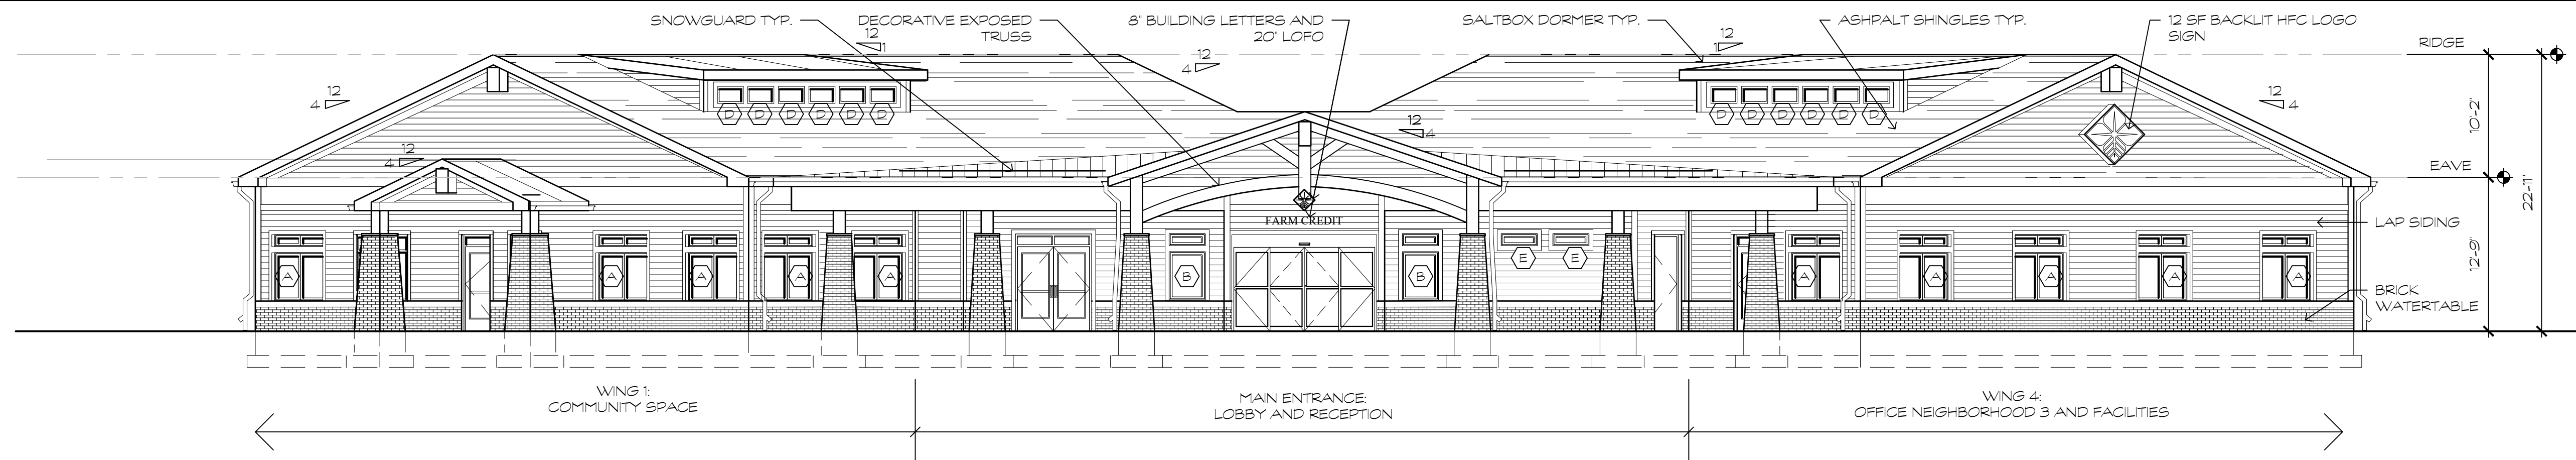 SNOWGUARD TYP.
DECORATIVE EXPOSED
TRUSS
8" BUILDING LETTERS AND
20" LOFO
SALTBOX DORMER TYP.
ASHPALT SHINGLES TYP.
12 SF BACKLIT HFC LOGO
SIGN
RIDGE
12
1
12
4
12
1
12
4
12
4
12
4
12
4
D D D D D D
D D D D D D
10'-2"
EAVE
22'-11"
12'-9"
LAP SIDING
FARM CREDIT
E E
A A A A A B B A A A A A
BRICK
WATERTABLE
WING 1:
COMMUNITY SPACE
MAIN ENTRANCE:
LOBBY AND RECEPTION
WING 4:
OFFICE NEIGHBORHOOD 3 AND FACILITIES